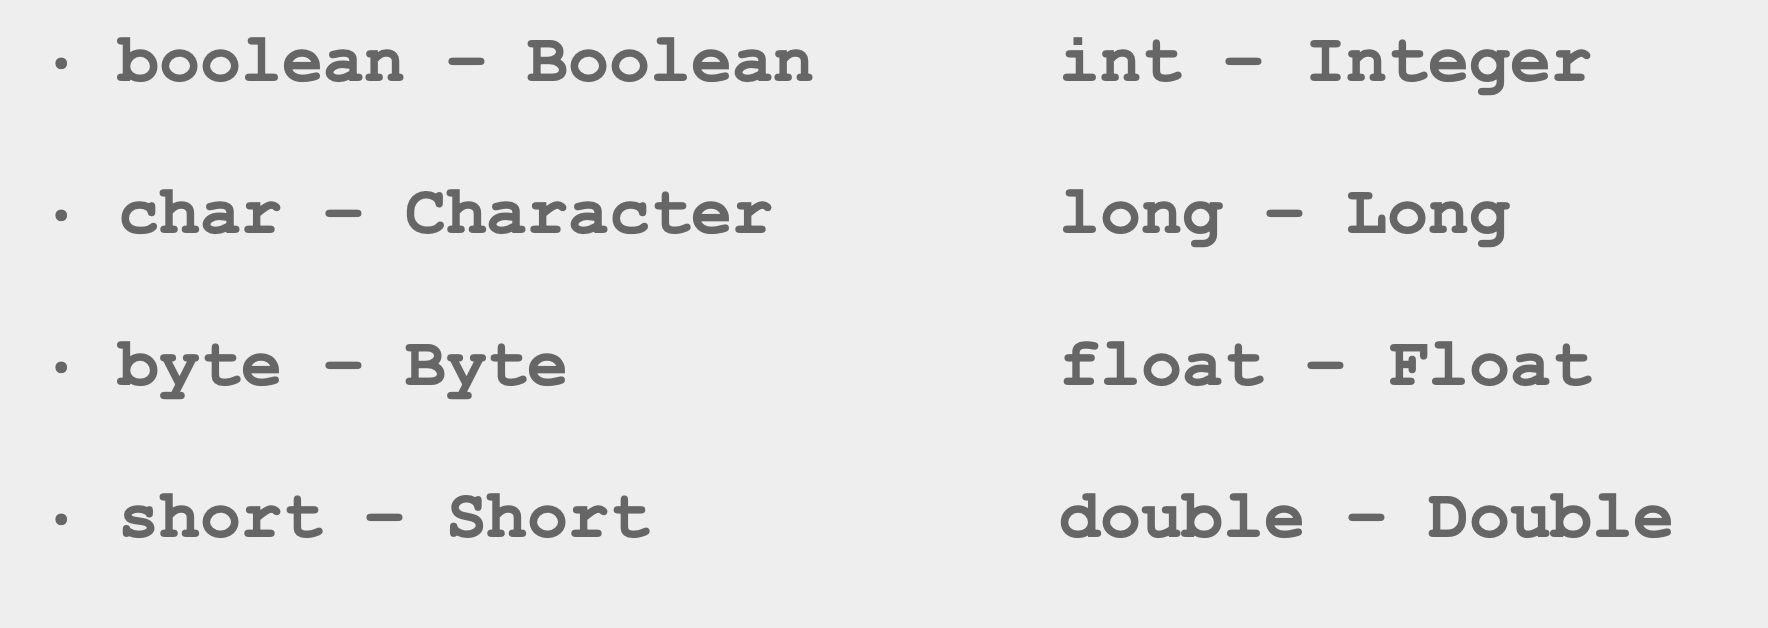 · boolean – Boolean int – Integer
· char – Character long – Long
· byte – Byte float – Float
· short – Short double – Double